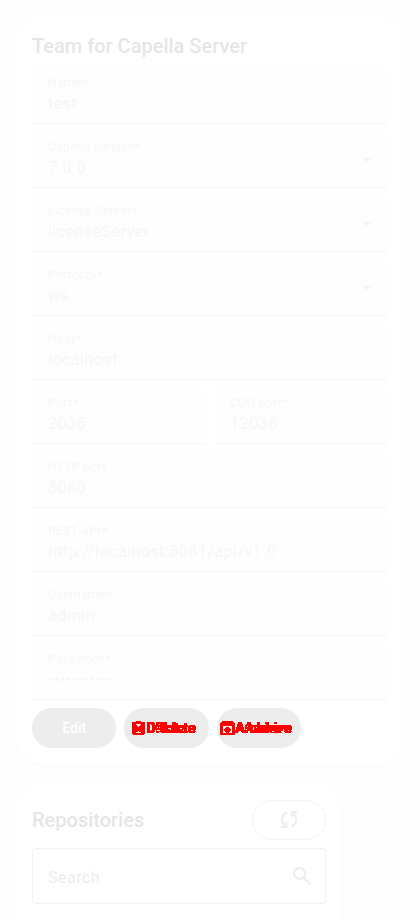 Team for Capella Server
Name*
test
Capella version*
7.0.0
License Server*
licenseServer
Protocol*
ws
Host*
localhost
Port* CDO port*
2036 12036
HTTP port
8080
REST API*
http://localhost:8081/api/v1.0
Username*
admin
Password*
***********
Edit
Repositories
Search